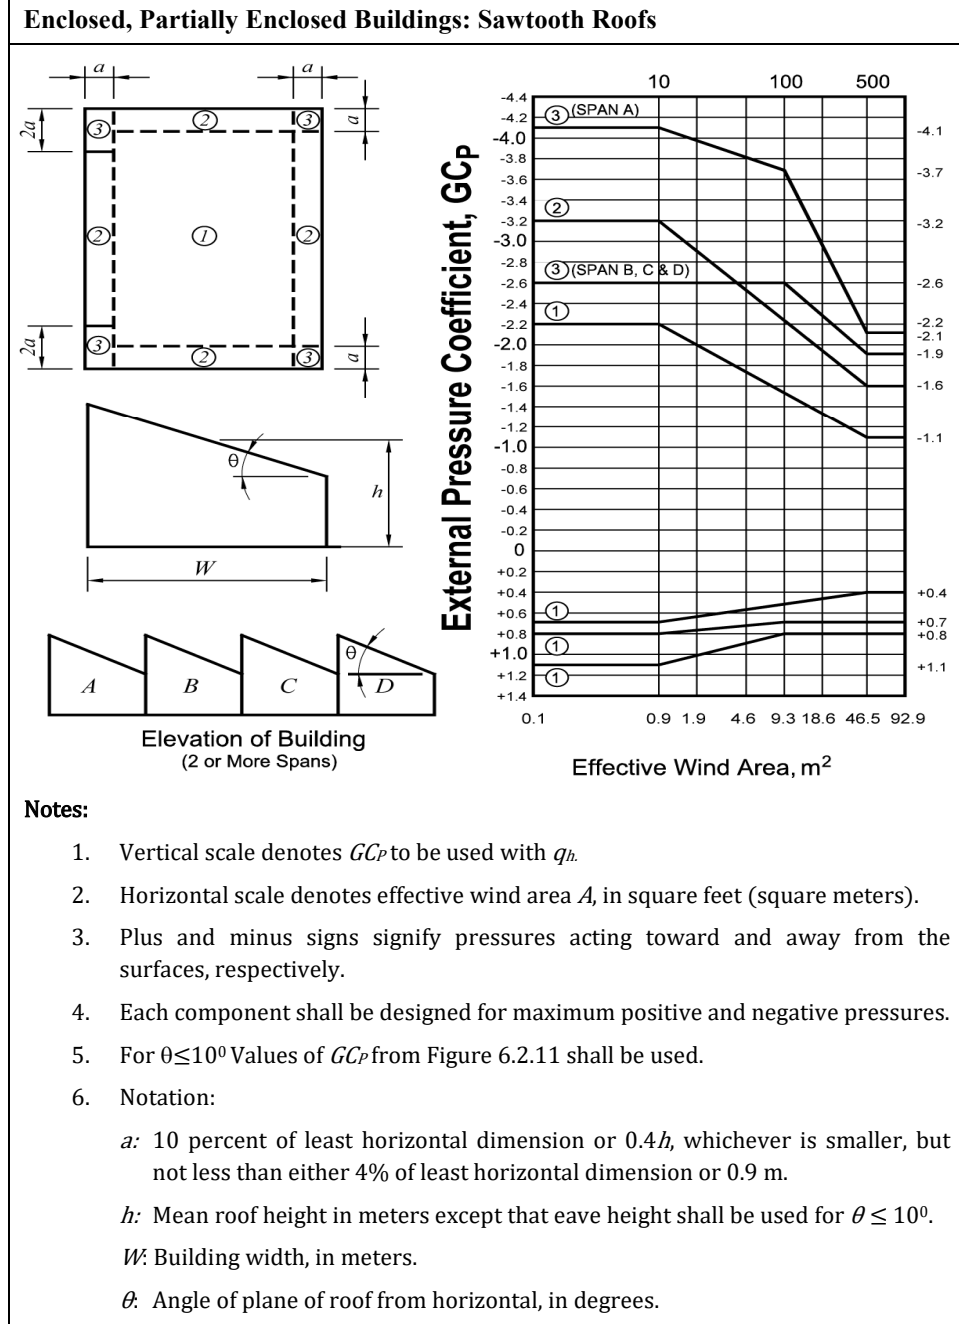 Enclosed, Partially Enclosed Buildings: Sawtooth Roofs
a
a
2a
3
2
3
a
2
1
2
2a
3
2
3
a
θ
h
W
A
B
C
θ
D
Elevation of Building
(2 or More Spans)
External Pressure Coefficient, GCP
10 100 500
-4.4
-4.2
-4.0
-3.8
-3.6
-3.4
-3.2
-3.0
-2.8
-2.6
-2.4
-2.2
-2.0
-1.8
-1.6
-1.4
-1.2
-1.0
-0.8
-0.6
-0.4
-0.2
0
+0.2
+0.4
+0.6
+0.8
+1.0
+1.2
+1.4
3 (SPAN A)
2
3 (SPAN B, C & D)
1
1
1
1
-4.1
-3.7
-3.2
-2.6
-2.2
-2.1
-1.9
-1.6
-1.1
+0.4
+0.7
+0.8
+1.1
0.1 0.9 1.9 4.6 9.3 18.6 46.5 92.9
Effective Wind Area, m2
Notes:
1. Vertical scale denotes GCP to be used with qh.
2. Horizontal scale denotes effective wind area A, in square feet (square meters).
3. Plus and minus signs signify pressures acting toward and away from the
surfaces, respectively.
4. Each component shall be designed for maximum positive and negative pressures.
5. For θ≤10⁰ Values of GCP from Figure 6.2.11 shall be used.
6. Notation:
a: 10 percent of least horizontal dimension or 0.4h, whichever is smaller, but
not less than either 4% of least horizontal dimension or 0.9 m.
h: Mean roof height in meters except that eave height shall be used for θ ≤ 10⁰.
W: Building width, in meters.
θ: Angle of plane of roof from horizontal, in degrees.